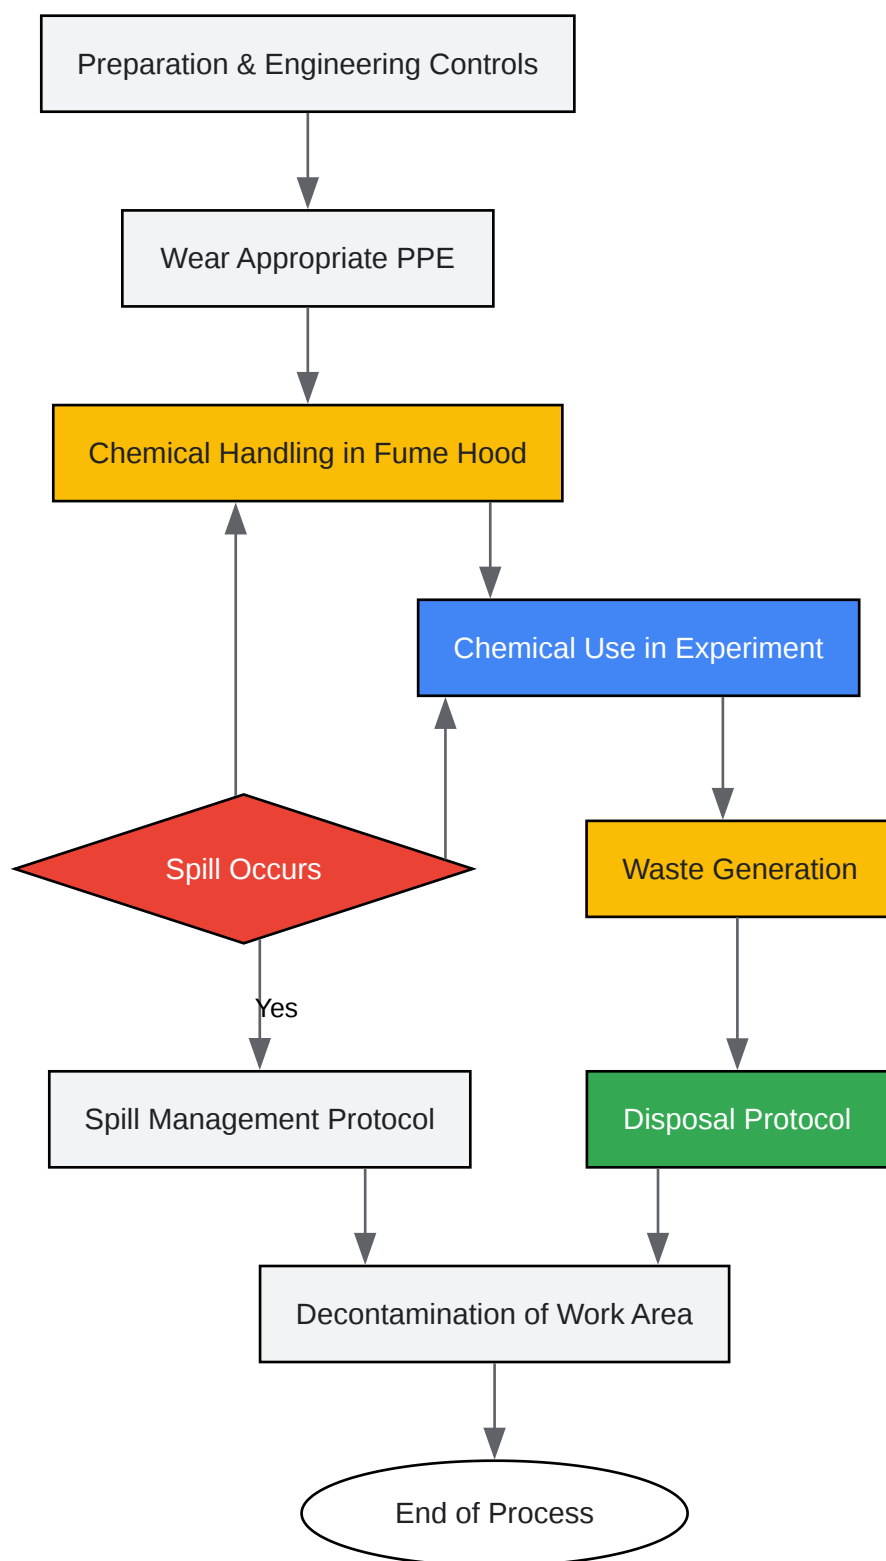 Preparation & Engineering Controls
Wear Appropriate PPE
Chemical Handling in Fume Hood
Chemical Use in Experiment
Spill Occurs
Waste Generation
Yes
Spill Management Protocol
Disposal Protocol
Decontamination of Work Area
End of Process